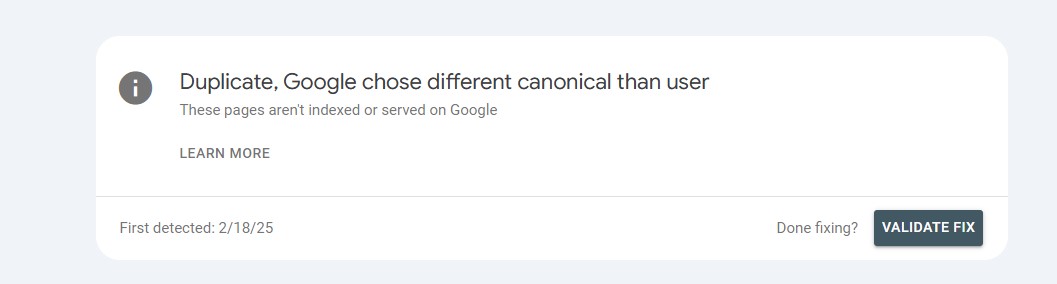 Duplicate, Google chose different canonical than user
These pages aren't indexed or served on Google
LEARN MORE
First detected: 2/18/25
Done fixing?
VALIDATE FIX